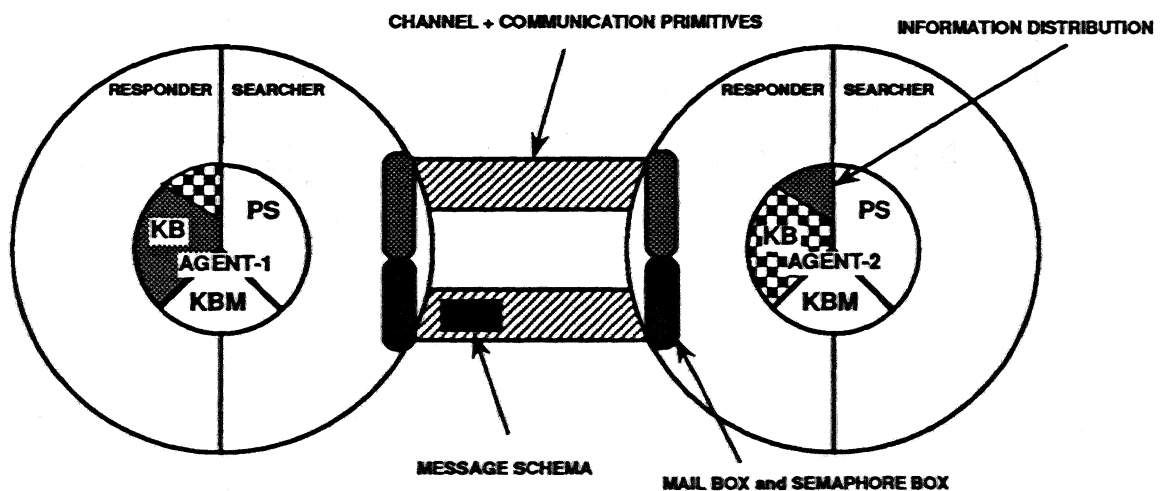 CHANNEL + COMMUNICATION PRIMITIVES
INFORMATION DISTRIBUTION
RESPONDER SEARCHER
RESPONDER SEARCHER
PS
KB
AGENT-1
KBM
PS
KB
AGENT-2
KBM
MESSAGE SCHEMA
MAIL BOX and SEMAPHORE BOX